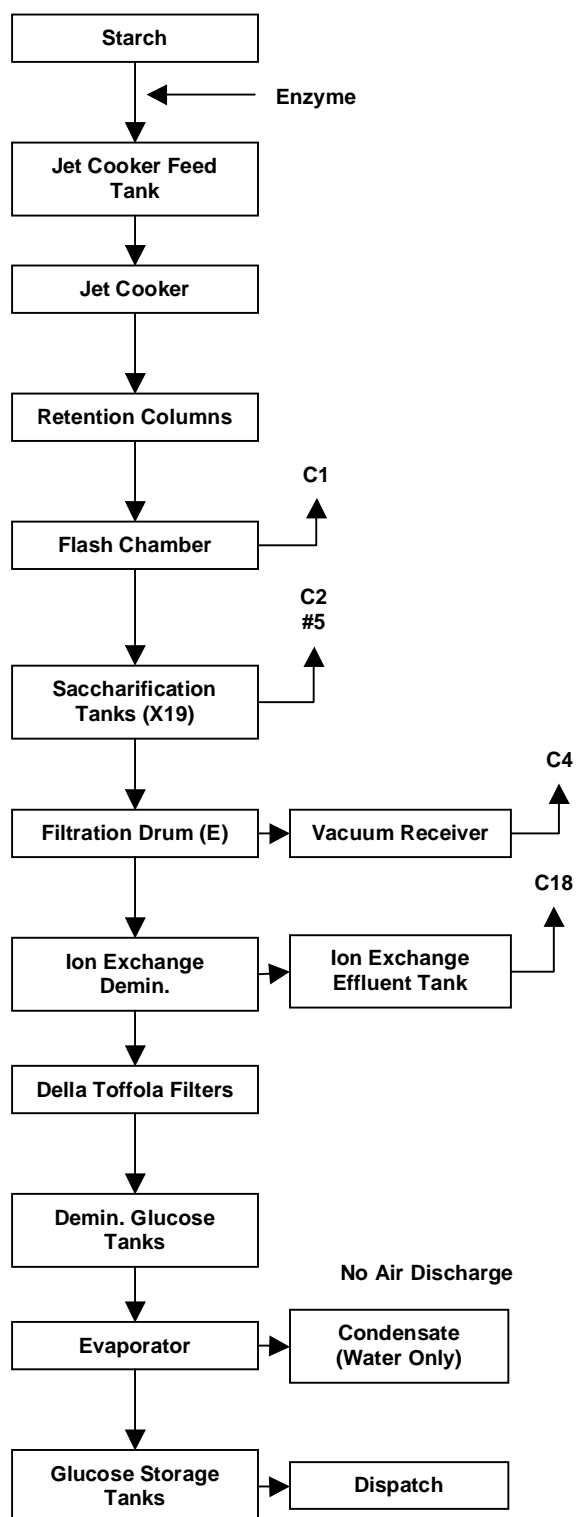 Starch
Enzyme
Jet Cooker Feed
Tank
Jet Cooker
Retention Columns
C1
Flash Chamber
C2
#5
Saccharification
Tanks (X19)
C4
Filtration Drum (E)
Vacuum Receiver
C18
Ion Exchange
Demin.
Ion Exchange
Effluent Tank
Della Toffola Filters
Demin. Glucose
Tanks
No Air Discharge
Evaporator
Condensate
(Water Only)
Glucose Storage
Tanks
Dispatch